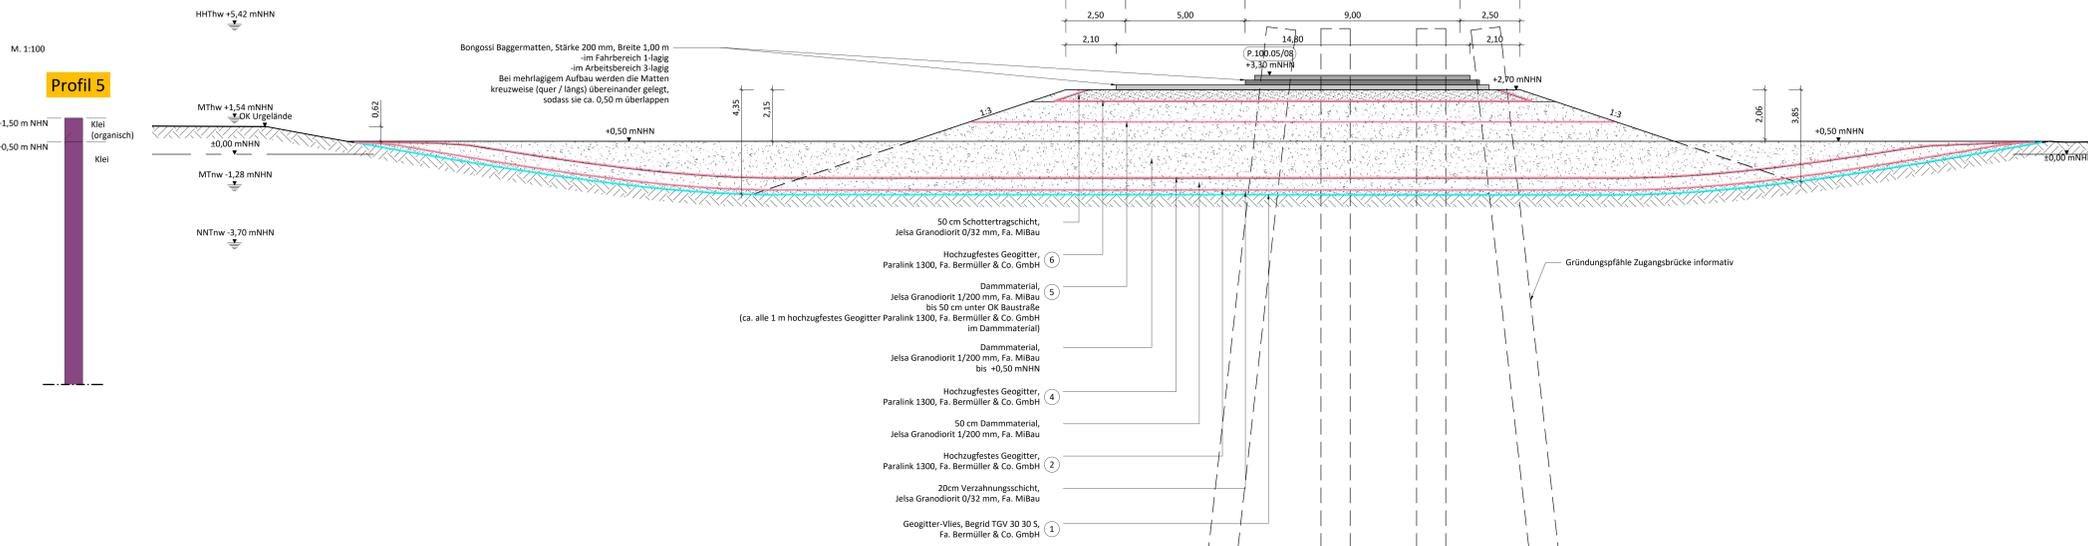 HHThw +5,42 mNHN
M. 1:100
Profil 5
MThw +1,54 mNHN
OK Urgelände
-1,50 m NHN
Klei
(organisch)
-0,50 m NHN
Klei
±0,00 mNHN
MTnw -1,28 mNHN
NNTnw -3,70 mNHN
0,62
+0,50 mNHN
Bongossi Baggermatten, Stärke 200 mm, Breite 1,00 m
-im Fahrbereich 1-lagig
-im Arbeitsbereich 3-lagig
Bei mehrlagigem Aufbau werden die Matten
kreuzweise (quer / längs) übereinander gelegt,
sodass sie ca. 0,50 m überlappen
4,35
2,15
2,50
5,00
9,00
2,50
2,10
14,80
2,10
P.100.05/08
+3,30 mNHN
+2,70 mNHN
1:3
1:3
2,06
3,85
+0,50 mNHN
±0,00 mNH
50 cm Schottertragschicht,
Jelsa Granodiorit 0/32 mm, Fa. MiBau
Hochzugfestes Geogitter,
Paralink 1300, Fa. Bermüller & Co. GmbH
6
Dammmaterial,
Jelsa Granodiorit 1/200 mm, Fa. MiBau
bis 50 cm unter OK Baustraße
(ca. alle 1 m hochzugfestes Geogitter Paralink 1300, Fa. Bermüller & Co. GmbH
im Dammmaterial)
5
Dammmaterial,
Jelsa Granodiorit 1/200 mm, Fa. MiBau
bis +0,50 mNHN
Hochzugfestes Geogitter,
Paralink 1300, Fa. Bermüller & Co. GmbH
4
50 cm Dammmaterial,
Jelsa Granodiorit 1/200 mm, Fa. MiBau
Hochzugfestes Geogitter,
Paralink 1300, Fa. Bermüller & Co. GmbH
2
20cm Verzahnungsschicht,
Jelsa Granodiorit 0/32 mm, Fa. MiBau
Geogitter-Vlies, Begrid TGV 30 30 S,
Fa. Bermüller & Co. GmbH
1
Gründungspfähle Zugangsbrücke informativ